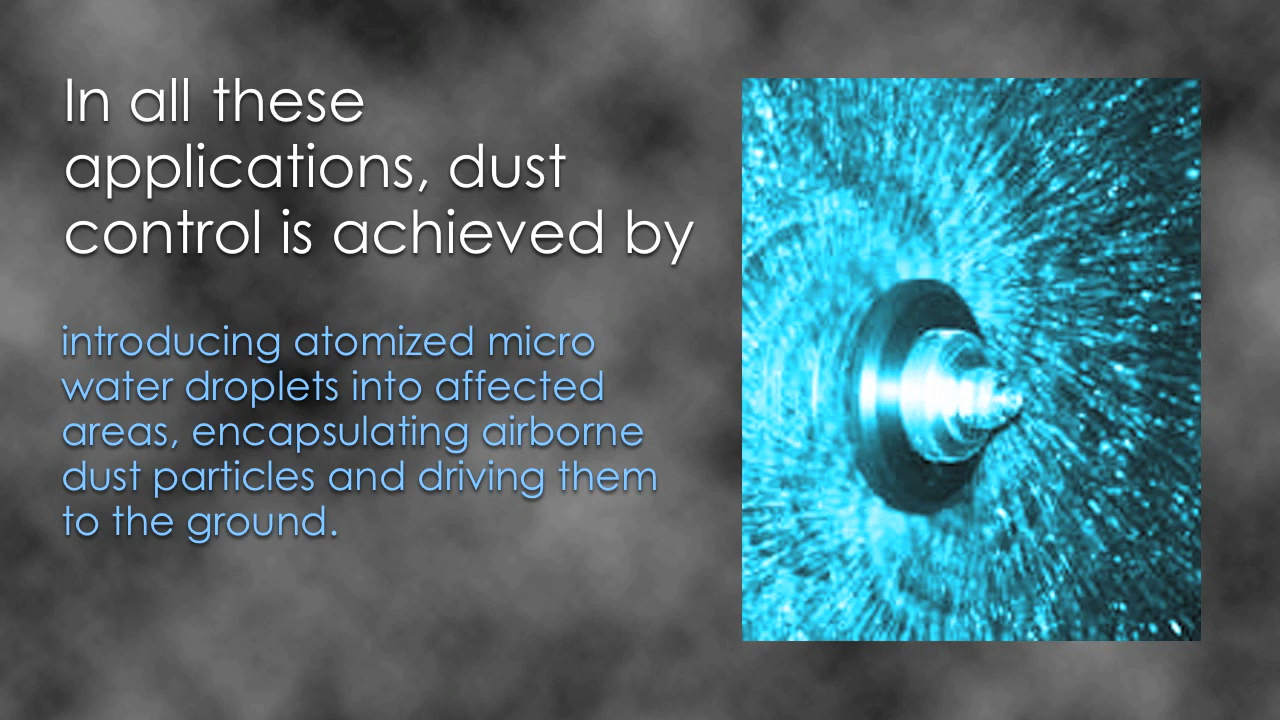 In all these
applications, dust
control is achieved by
introducing atomized micro
water droplets into affected
areas, encapsulating airborne
dust particles and driving them
to the ground.